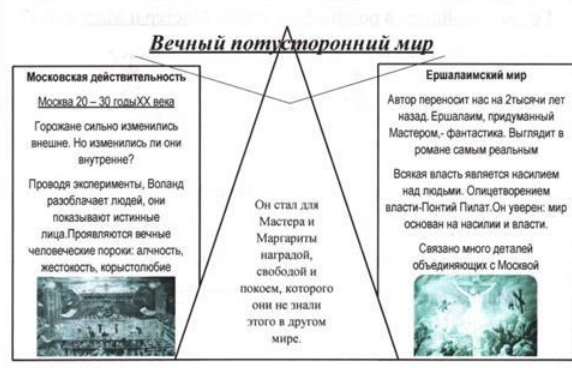 Вечный потусторонний мир
Московская действительность
Москва 20 – 30 годыXX века
Горожане сильно изменились
внешне. Но изменились ли они
внутренне?
Проводя эксперименты, Воланд
разоблачает людей, они
показывают истинные
лица.Проявляются вечные
человеческие пороки: алчность,
жестокость, корыстолюбие
Он стал для
Мастера и
Маргариты
наградой,
свободой и
покоем, которого
они не знали
этого в другом
мире.
Ершалаимский мир
Автор переносит нас на 2тысячи лет
назад. Ершалаим, придуманный
Мастером,- фантастика. Выглядит в
романе самым реальным
Всякая власть является насилием
над людьми. Олицетворением
власти-Понтий Пилат.Он уверен: мир
основан на насилии и власти.
Связано много деталей
объединяющих с Москвой